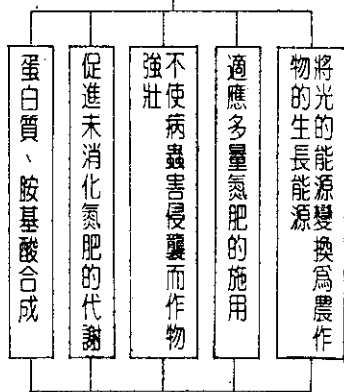 將光的能源變換爲農作
物的生長能源
適應多量氮肥的施用
不使病蟲害侵襲而作物
強壯
促進未消化氮肥的代謝
蛋白質、胺基酸合成